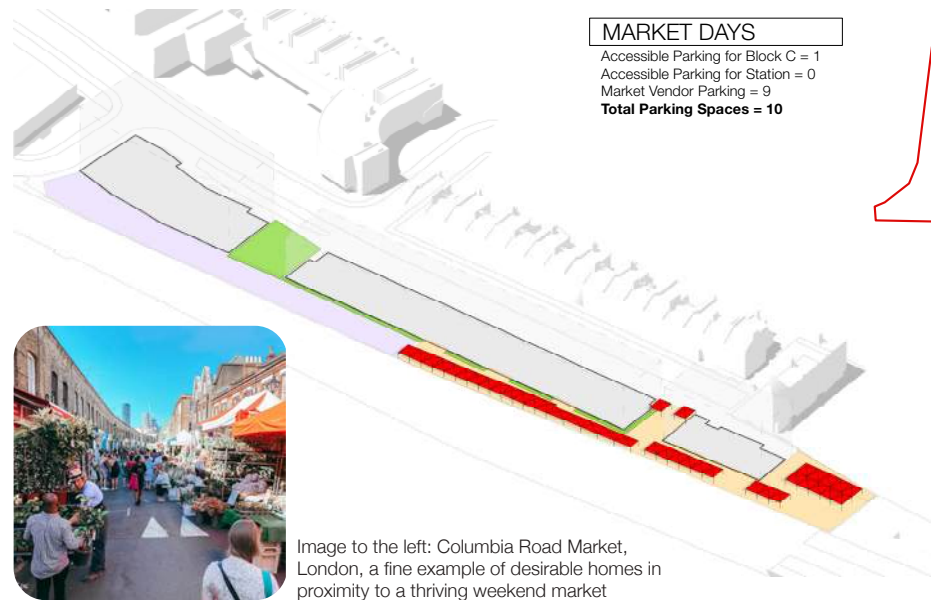 MARKET DAYS
Accessible Parking for Block C = 1
Accessible Parking for Station = 0
Market Vendor Parking = 9
Total Parking Spaces = 10
Image to the left: Columbia Road Market,
London, a fine example of desirable homes in
proximity to a thriving weekend market